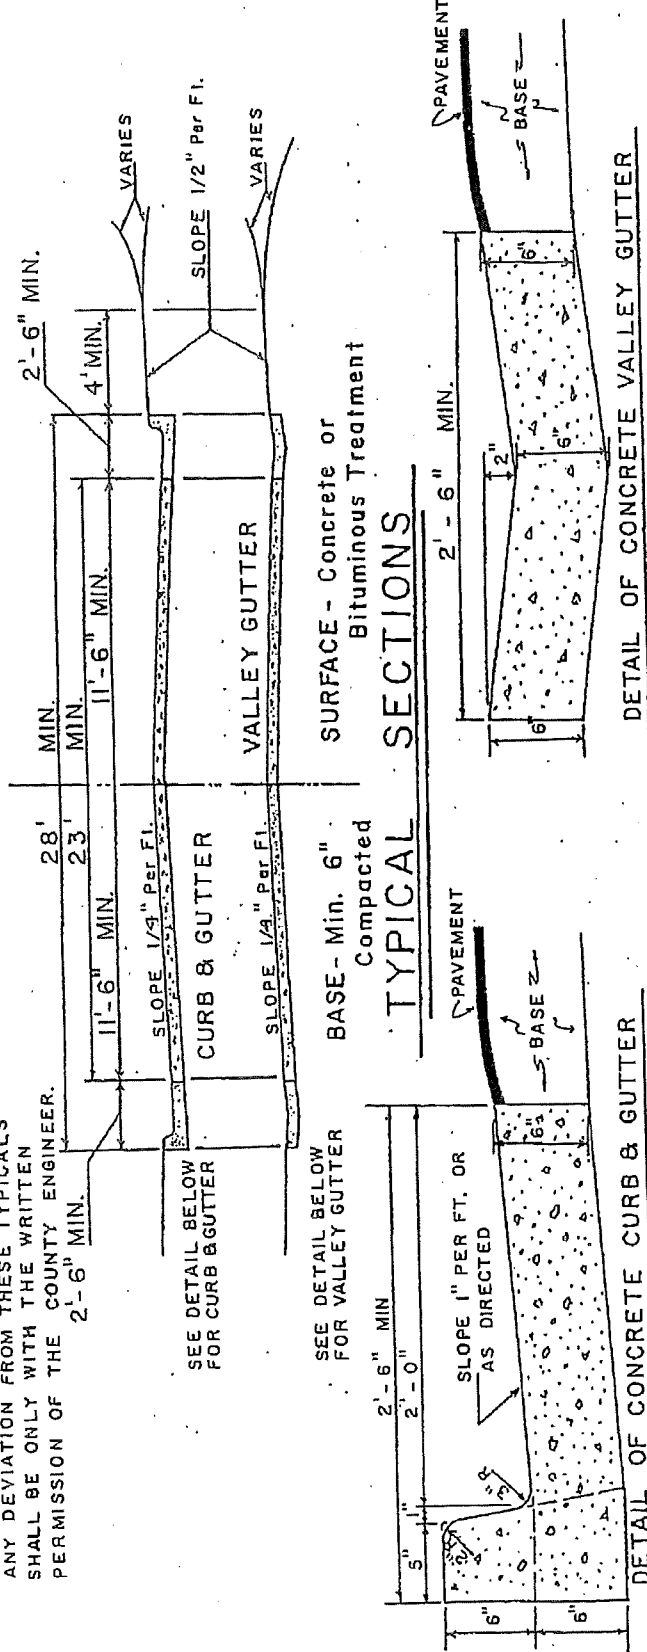 ANY DEVIATION FROM THESE TYPICALS
SHALL BE ONLY WITH THE WRITTEN
PERMISSION OF THE COUNTY ENGINEER.
28' MIN.
23' MIN.
2'-6" MIN.
11'-6" MIN.
11'-6" MIN.
4' MIN.
2'-6" MIN.
VARIES
SLOPE 1/4" Per Ft.
CURB & GUTTER
SLOPE 1/2" Per Ft.
SEE DETAIL BELOW
FOR CURB & GUTTER
VALLEY GUTTER
SLOPE 1/4" Per Ft.
VARIES
SEE DETAIL BELOW
FOR VALLEY GUTTER
BASE - Min. 6"
Compacted
SURFACE - Concrete or
Bituminous Treatment
TYPICAL SECTIONS
2'-6" MIN
2'-0"
5"
1"
SLOPE 1" PER FT. OR
AS DIRECTED
3" R
PAVEMENT
BASE
6"
6"
6"
DETAIL OF CONCRETE CURB & GUTTER
2'-6" MIN.
2"
6"
6"
6"
PAVEMENT
BASE
DETAIL OF CONCRETE VALLEY GUTTER